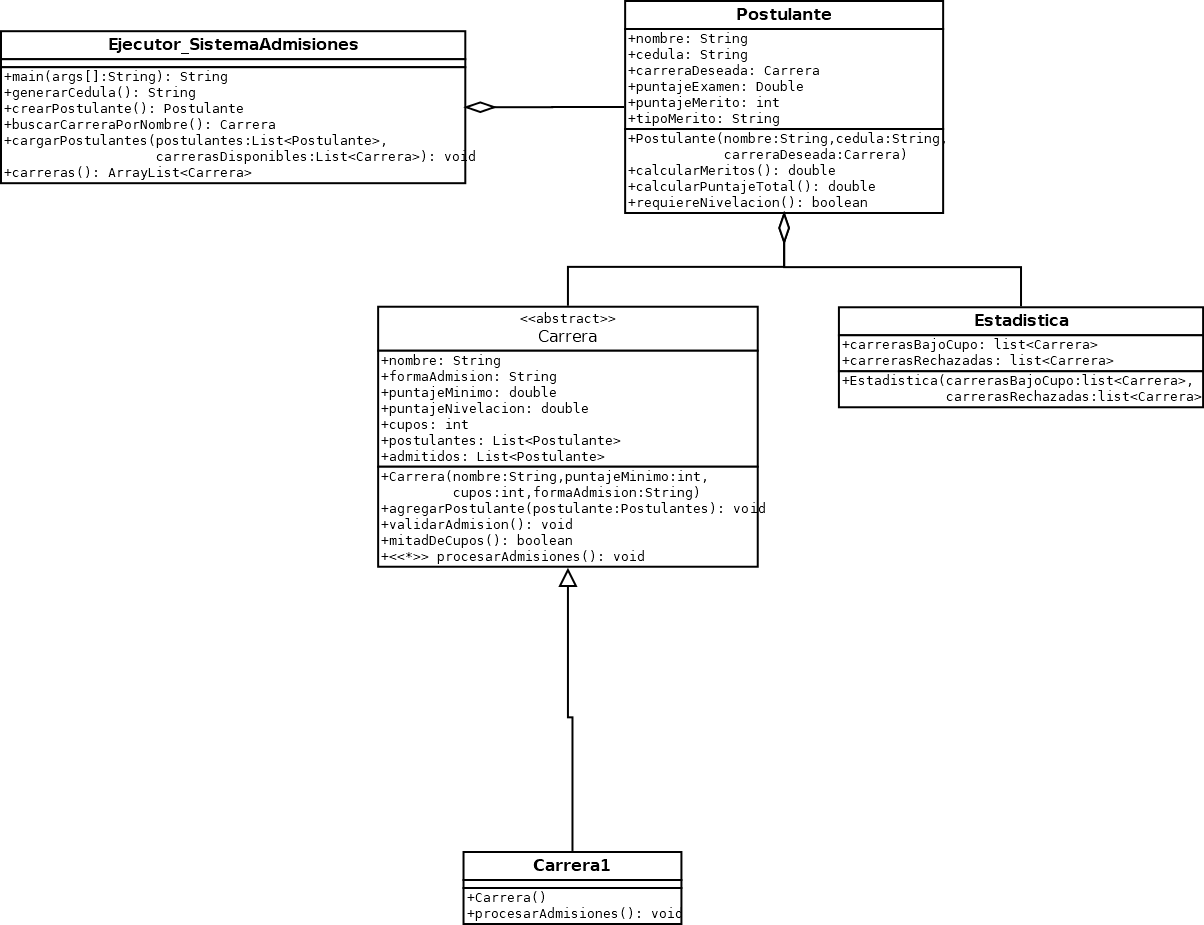 Ejecutor_SistemaAdmisiones
+main(args[]:String): String
+generarCedula(): String
+crearPostulante(): Postulante
+buscarCarreraPorNombre(): Carrera
+cargarPostulantes(postulantes:List<Postulante>,
carrerasDisponibles:List<Carrera>): void
+carreras(): ArrayList<Carrera>
Postulante
+nombre: String
+cedula: String
+carreraDeseada: Carrera
+puntajeExamen: Double
+puntajeMerito: int
+tipoMerito: String
+Postulante(nombre:String,cedula:String,
carreraDeseada:Carrera)
+calcularMeritos(): double
+calcularPuntajeTotal(): double
+requiereNivelacion(): boolean
<<abstract>>
Carrera
+nombre: String
+formaAdmision: String
+puntajeMinimo: double
+puntajeNivelacion: double
+cupos: int
+postulantes: List<Postulante>
+admitidos: List<Postulante>
+Carrera(nombre:String,puntajeMinimo:int,
cupos:int,formaAdmision:String)
+agregarPostulante(postulante:Postulantes): void
+validarAdmision(): void
+mitadDeCupos(): boolean
+<<*>> procesarAdmisiones(): void
Estadistica
+carrerasBajoCupo: list<Carrera>
+carrerasRechazadas: list<Carrera>
+Estadistica(carrerasBajoCupo:list<Carrera>,
carrerasRechazadas:list<Carrera>
Carrera1
+Carrera()
+procesarAdmisiones(): void